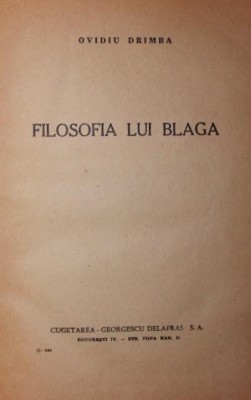 OVIDIU DRIMBA
FILOSOFIA LUI BLAGA
CUGETAREA - GEORGESCU DELAFRAS S. A.
BUCUREŞTI IV. — STR. POPA NAN,